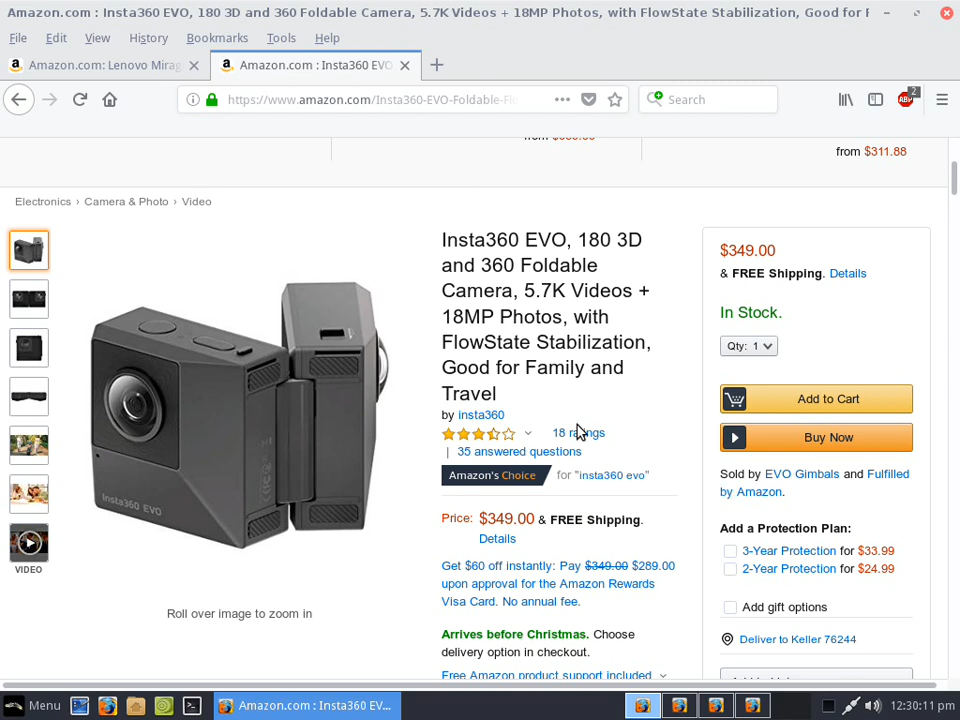 Amazon.com : Insta360 EVO, 180 3D and 360 Foldable Camera, 5.7K Videos + 18MP Photos, with FlowState Stabilization, Good for F
File Edit View History Bookmarks Tools Help
Amazon.com: Lenovo Mirag
Amazon.com : Insta360 EVO
https://www.amazon.com/Insta360-EVO-Foldable-Flo
Search
ABP 2
from
from $311.88
Electronics › Camera & Photo › Video
Insta360 EVO, 180 3D
and 360 Foldable
Camera, 5.7K Videos +
18MP Photos, with
FlowState Stabilization,
Good for Family and
Travel
by insta360
18 ratings
| 35 answered questions
Amazon's Choice for "insta360 evo"
Price: $349.00 & FREE Shipping.
Details
Get $60 off instantly: Pay $349.00 $289.00
upon approval for the Amazon Rewards
Visa Card. No annual fee.
Arrives before Christmas. Choose
delivery option in checkout.
Free Amazon product support included
Insta360 EVO
VIDEO
Roll over image to zoom in
$349.00
& FREE Shipping. Details
In Stock.
Qty: 1
Add to Cart
Buy Now
Sold by EVO Gimbals and Fulfilled
by Amazon.
Add a Protection Plan:
3-Year Protection for $33.99
2-Year Protection for $24.99
Add gift options
Deliver to Keller 76244
Menu
Amazon.com : Insta360 EV...
12:30:11 pm